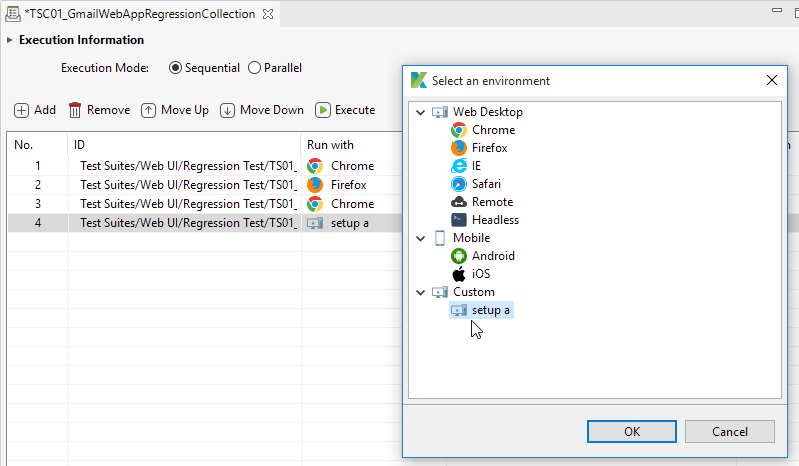 *TSC01_GmailWebAppRegressionCollection
Execution Information
Execution Mode: Sequential Parallel
Add Remove Move Up Move Down Execute
No. ID Run with
1 Test Suites/Web UI/Regression Test/TS01_ Chrome
2 Test Suites/Web UI/Regression Test/TS01_ Firefox
3 Test Suites/Web UI/Regression Test/TS01_ Chrome
4 Test Suites/Web UI/Regression Test/TS01_ setup a
Select an environment
Web Desktop
Chrome
Firefox
IE
Safari
Remote
Headless
Mobile
Android
iOS
Custom
setup a
OK Cancel